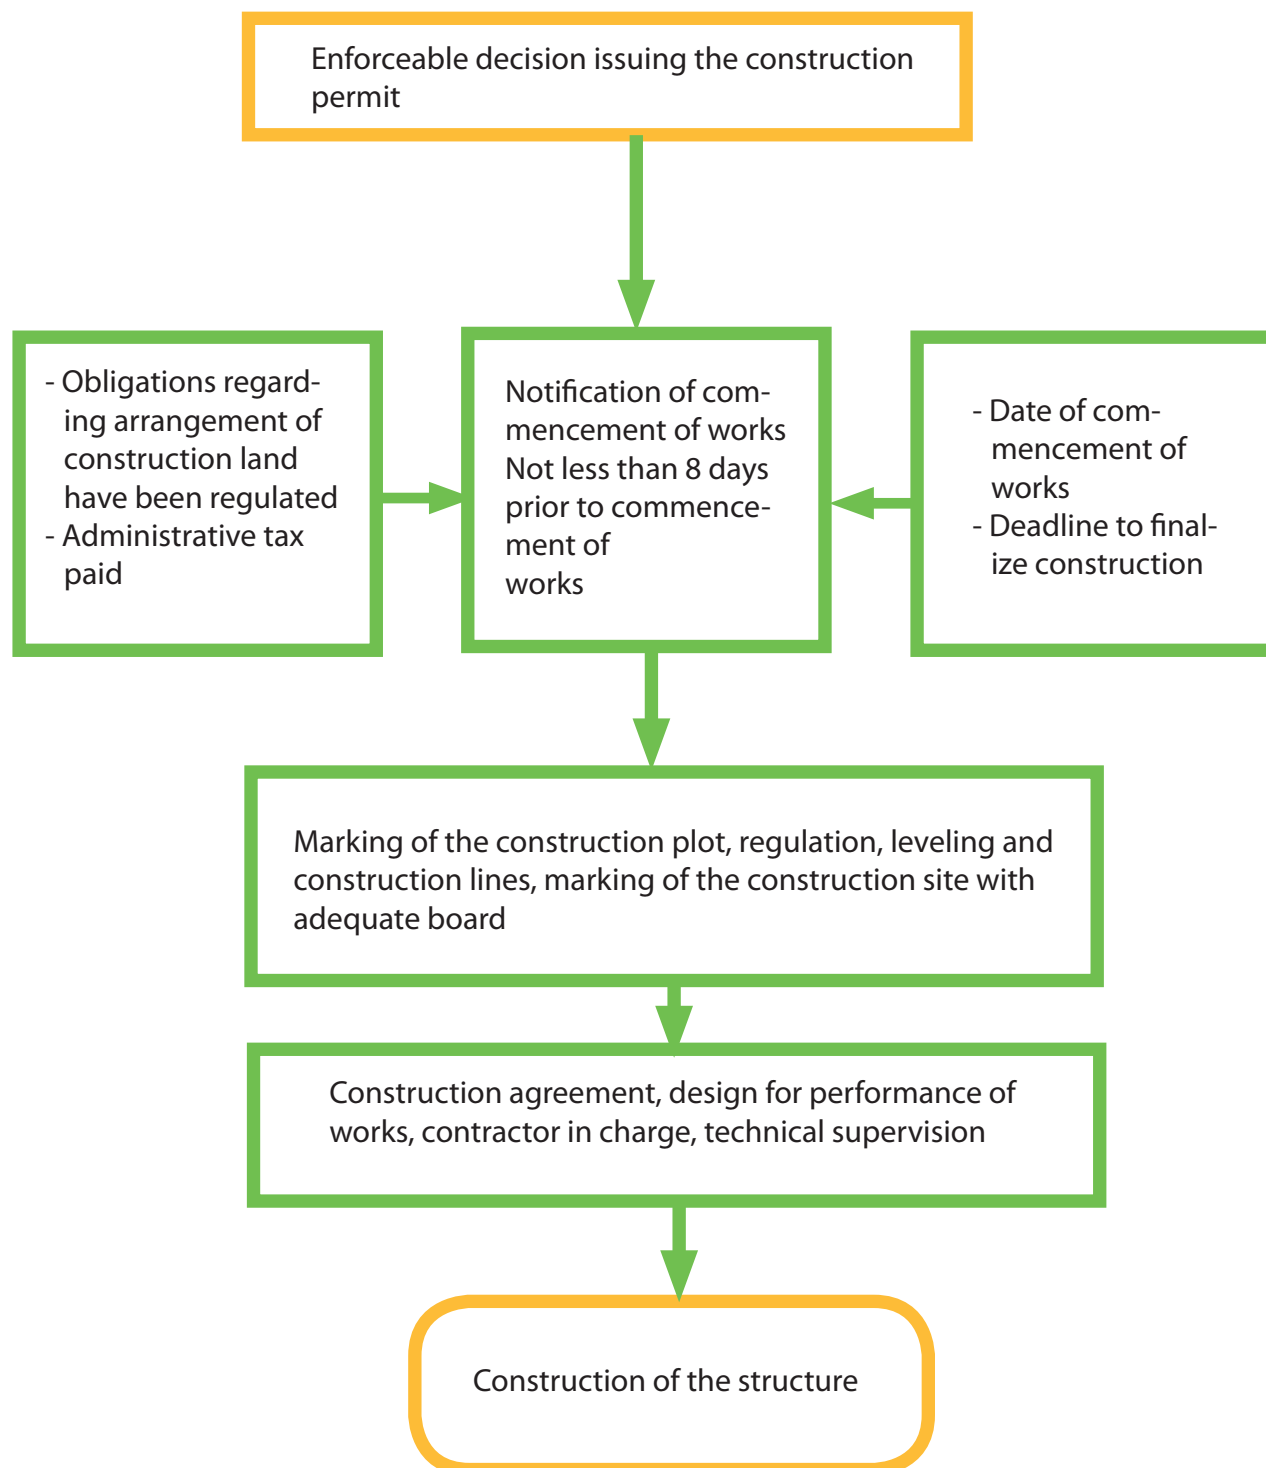 Enforceable decision issuing the construction
permit
- Obligations regard-
ing arrangement of
construction land
have been regulated
- Administrative tax
paid
Notification of com-
mencement of works
Not less than 8 days
prior to commence-
ment of
works
- Date of com-
mencement of
works
- Deadline to final-
ize construction
Marking of the construction plot, regulation, leveling and
construction lines, marking of the construction site with
adequate board
Construction agreement, design for performance of
works, contractor in charge, technical supervision
Construction of the structure